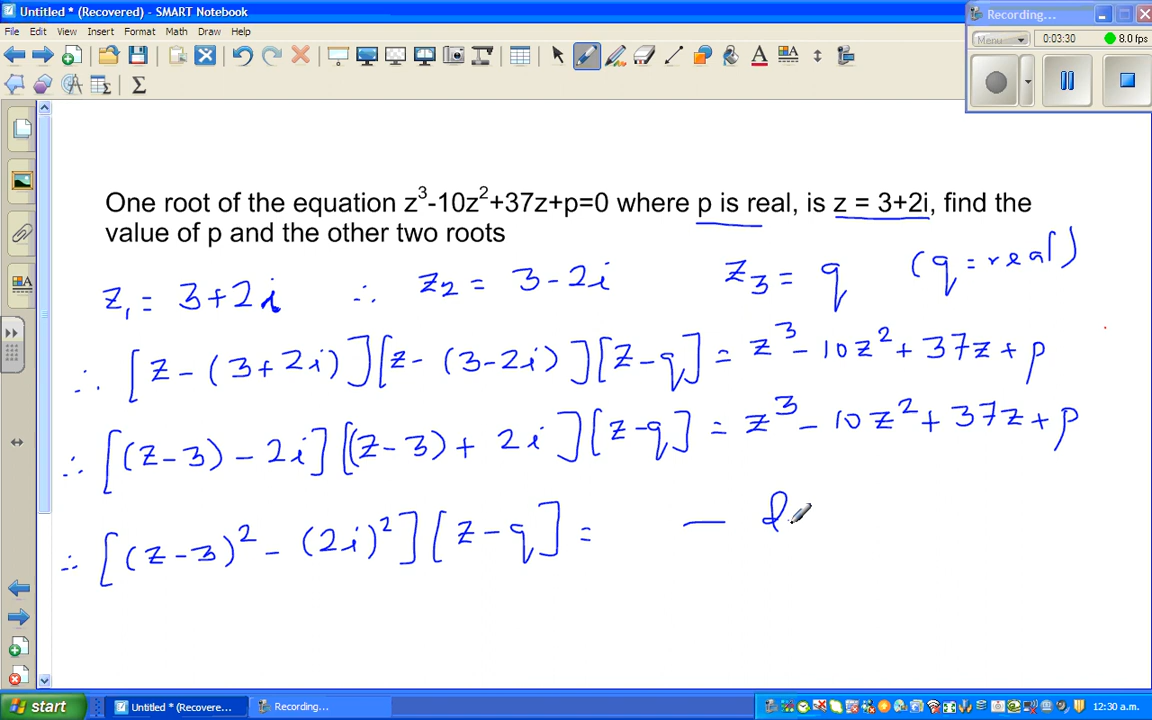 Untitled * (Recovered) - SMART Notebook
Recording...
File Edit View Insert Format Math Draw Help
Menu
0:03:30
8.0 fps
One root of the equation z³-10z²+37z+p=0 where p is real, is z = 3+2i, find the
value of p and the other two roots
z₁ = 3+2i ∴ z₂ = 3-2i z₃ = q (q = real)
∴ [z-(3+2i)][z-(3-2i)][z-q] = z³-10z²+37z+p
∴ [(z-3)-2i][(z-3)+2i][z-q] = z³-10z²+37z+p
∴ [(z-3)²-(2i)²][z-q] = — d
start
Untitled * (Recovere...
Recording...
12:30 a.m.